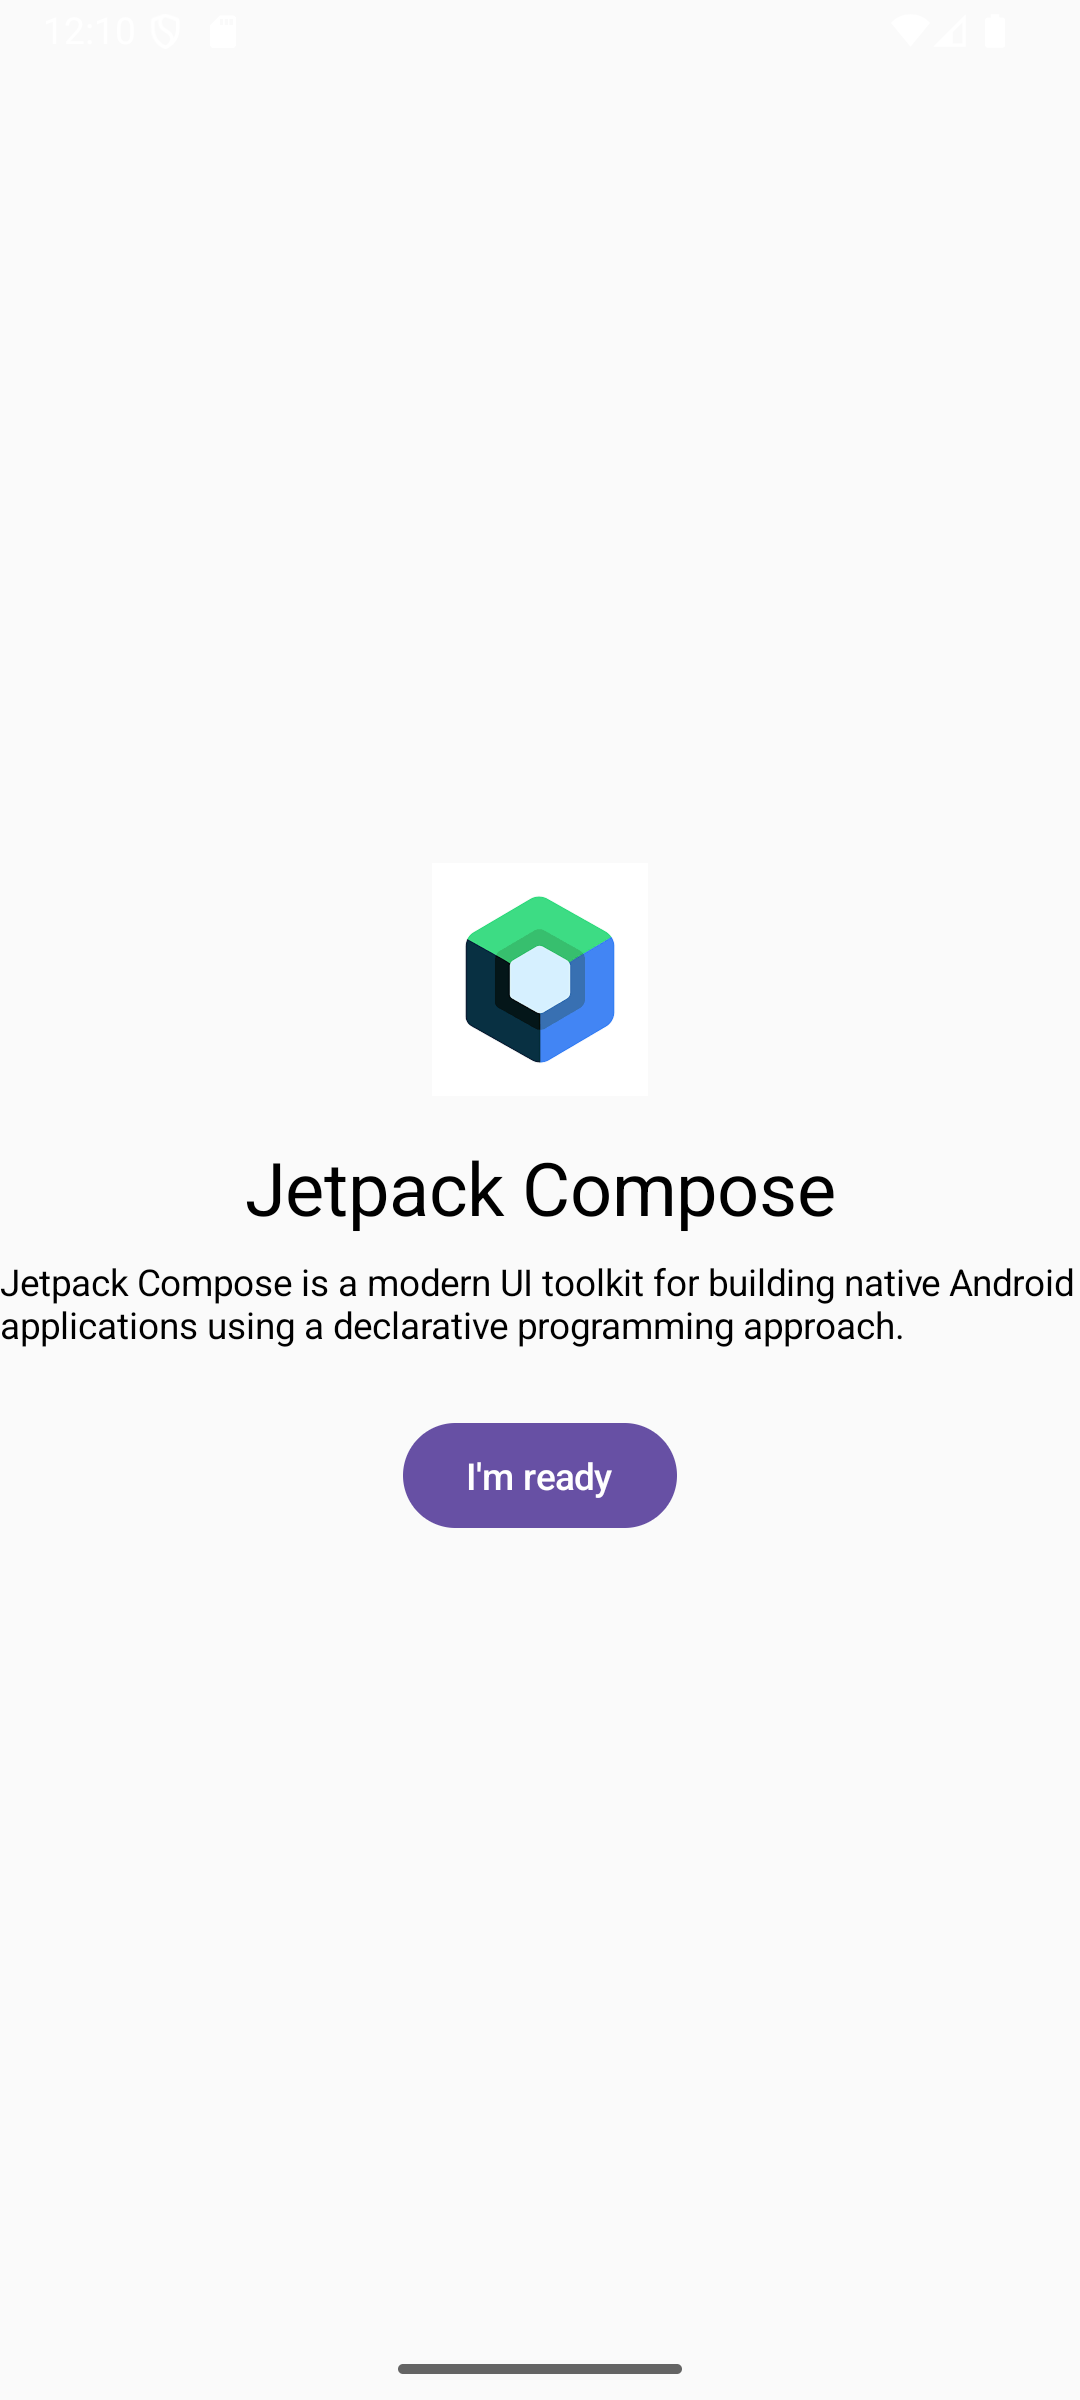 12:10
Jetpack Compose
Jetpack Compose is a modern UI toolkit for building native Android
applications using a declarative programming approach.
I'm ready